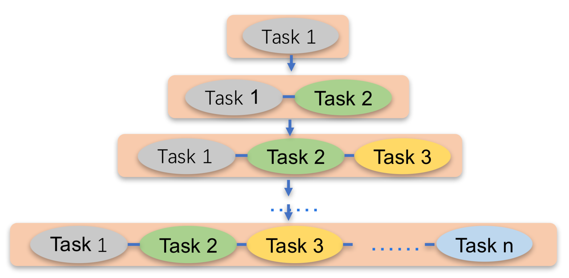 Task 1
Task 1 Task 2
Task 1 Task 2 Task 3
......
Task 1 Task 2 Task 3 ...... Task n